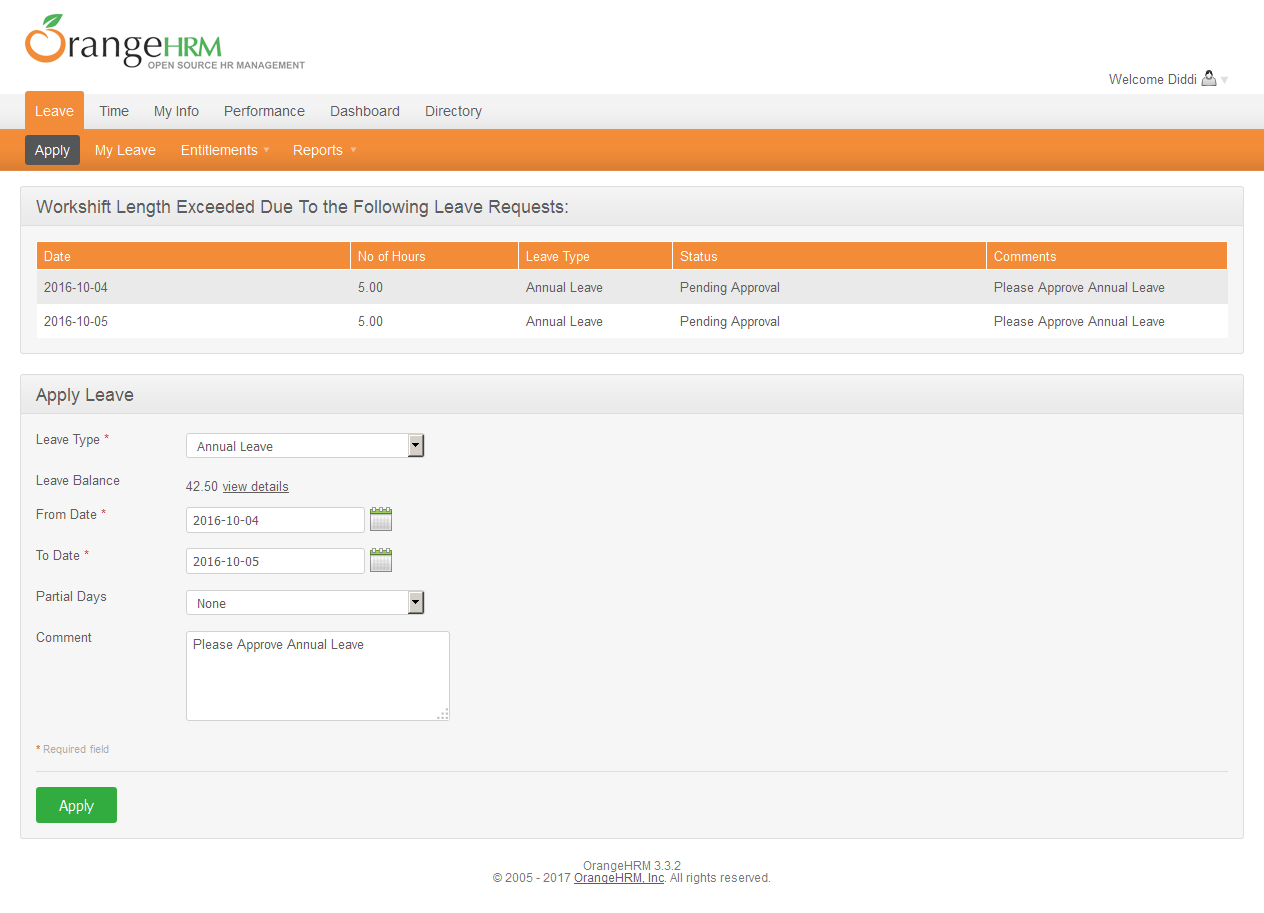 OrangeHRM
OPEN SOURCE HR MANAGEMENT
Welcome Diddi
Leave Time My Info Performance Dashboard Directory
Apply My Leave Entitlements Reports
Workshift Length Exceeded Due To the Following Leave Requests:
Date No of Hours Leave Type Status Comments
2016-10-04 5.00 Annual Leave Pending Approval Please Approve Annual Leave
2016-10-05 5.00 Annual Leave Pending Approval Please Approve Annual Leave
Apply Leave
Leave Type * Annual Leave
Leave Balance 42.50 view details
From Date * 2016-10-04
To Date * 2016-10-05
Partial Days None
Comment Please Approve Annual Leave
* Required field
Apply
OrangeHRM 3.3.2
© 2005 - 2017 OrangeHRM, Inc. All rights reserved.